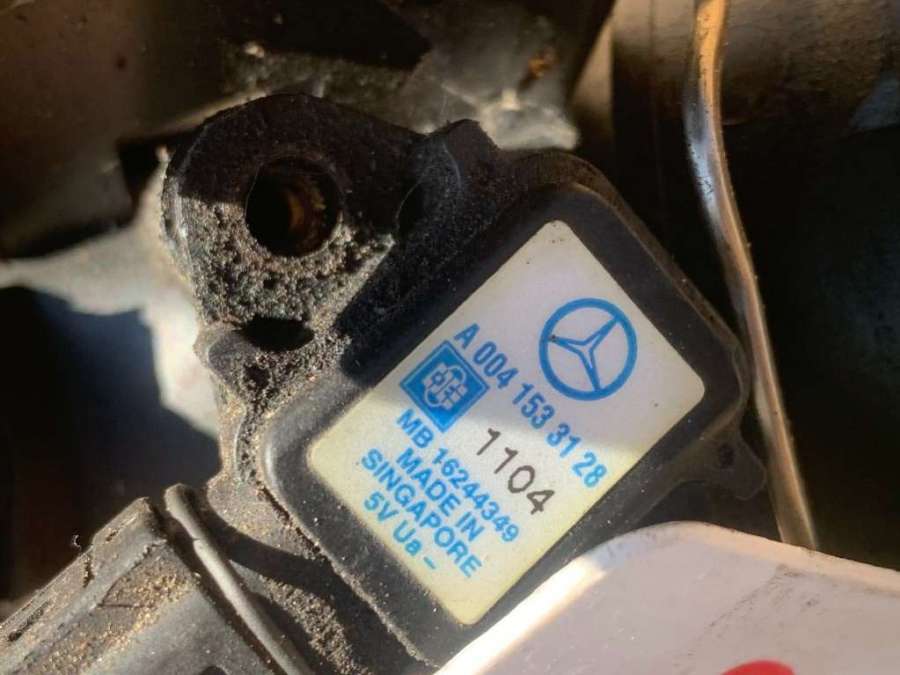 A 004 153 31 28
1104
MB 16244349
MADE IN
SINGAPORE
5V Ua -